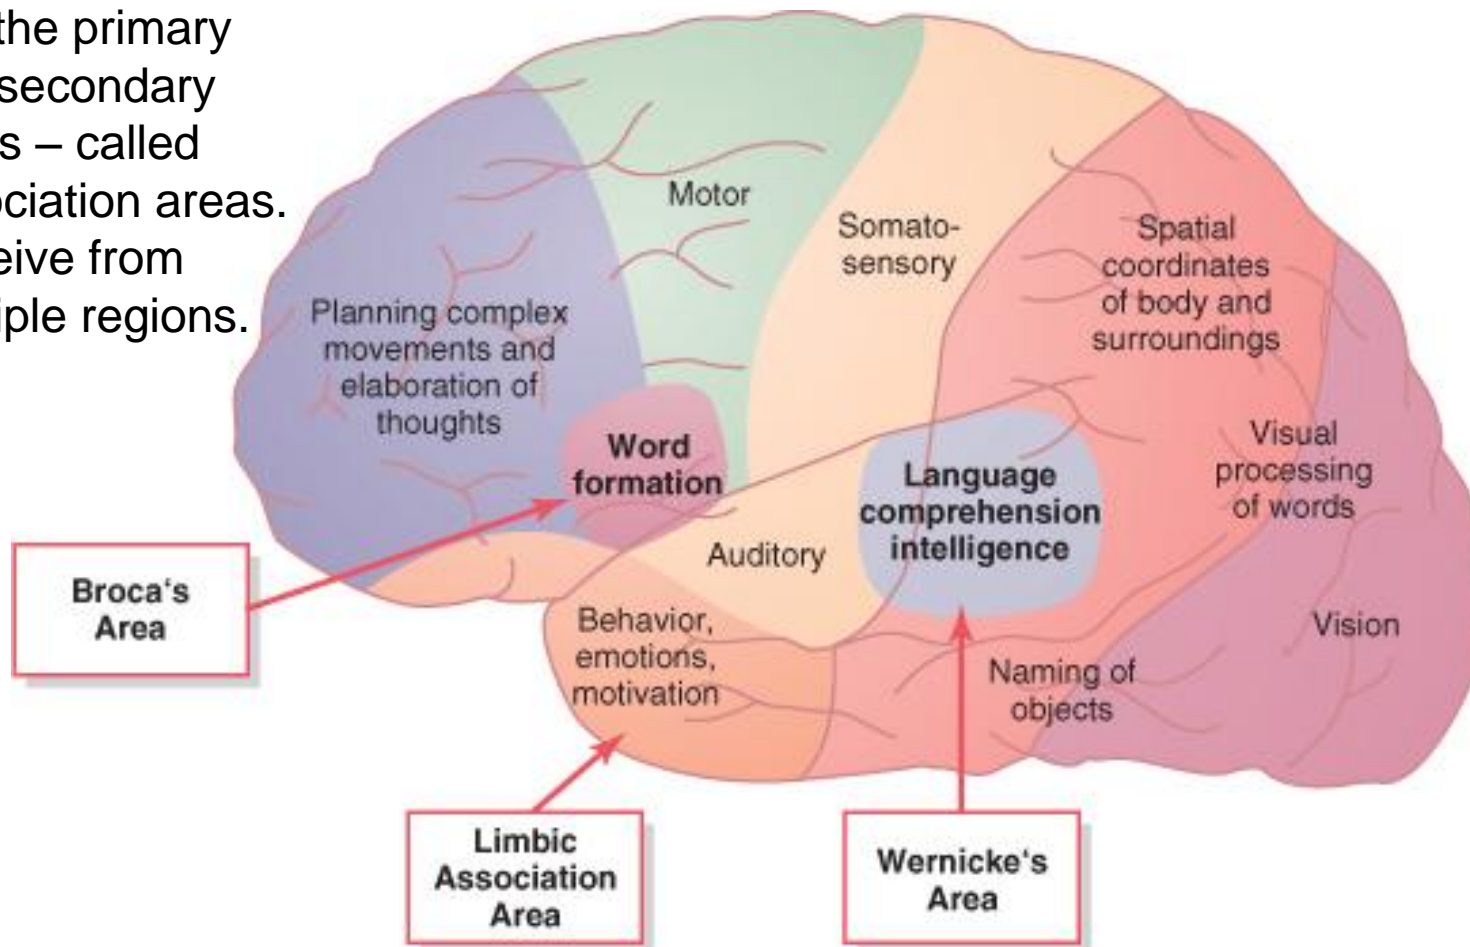 the primary
secondary
s – called
ociation areas.
eive from
iple regions.
Motor
Somato-
sensory
Spatial
coordinates
of body and
surroundings
Planning complex
movements and
elaboration of
thoughts
Word
formation
Language
comprehension
intelligence
Visual
processing
of words
Auditory
Broca‘s
Area
Behavior,
emotions,
motivation
Vision
Naming of
objects
Limbic
Association
Area
Wernicke‘s
Area